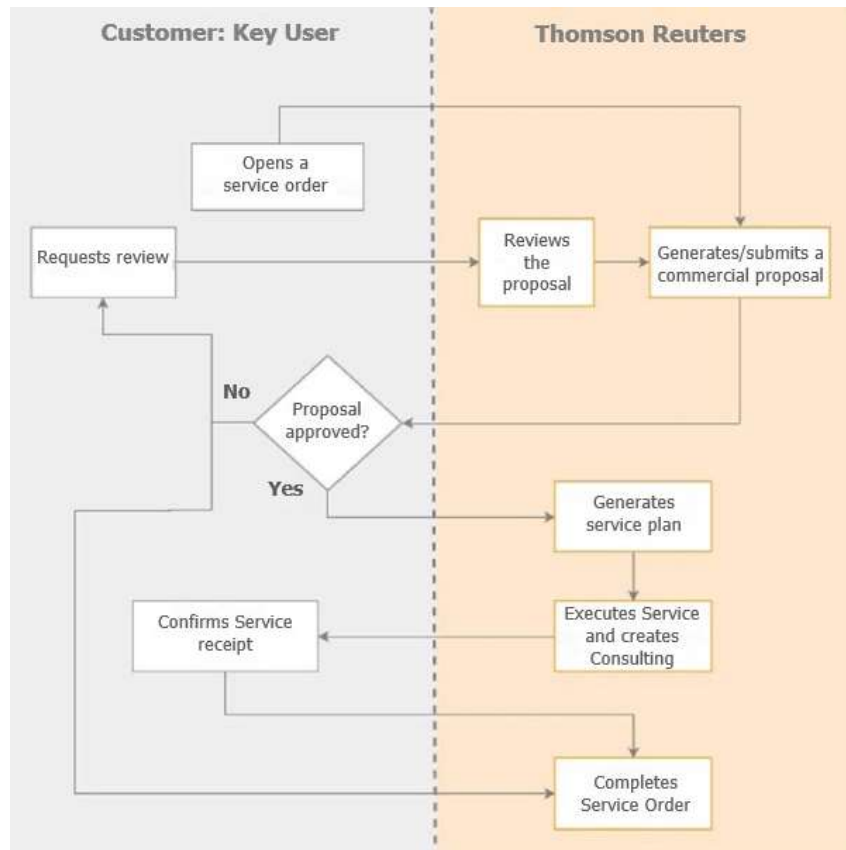 Customer: Key User
Thomson Reuters
Opens a
service order
Requests review
Reviews
the
proposal
Generates/submits a
commercial proposal
No
Proposal
approved?
Yes
Generates
service plan
Confirms Service
receipt
Executes Service
and creates
Consulting
Completes
Service Order